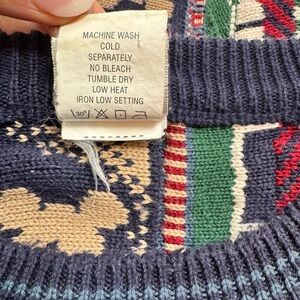 MACHINE WASH
COLD
SEPARATELY
NO BLEACH
TUMBLE DRY
LOW HEAT
IRON LOW SETTING
30°